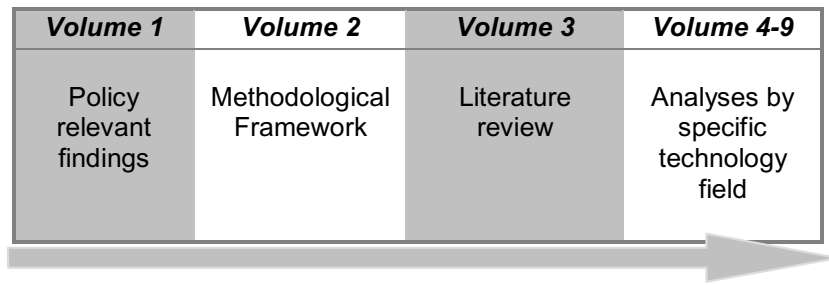 Volume 1
Volume 2
Volume 3
Volume 4-9
Policy
relevant
findings
Methodological
Framework
Literature
review
Analyses by
specific
technology
field